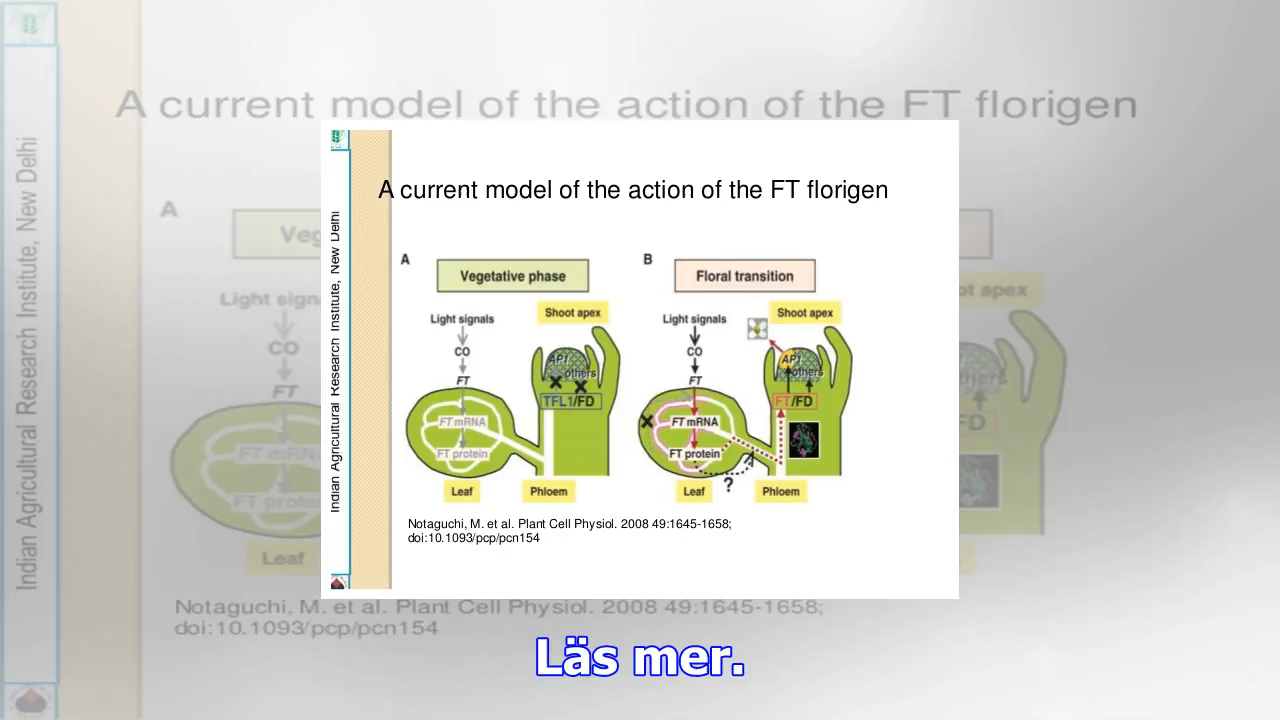 A current model of the action of the FT florigen
Indian Agricultural Research Institute, New Delhi
A
Vegetative phase
Light signals
Shoot apex
CO
FT
AP1
others
TFL1/FD
FT mRNA
FT protein
Leaf
Phloem
B
Floral transition
Light signals
Shoot apex
CO
FT
AP1
others
FT/FD
FT mRNA
FT protein
?
?
Leaf
Phloem
Notaguchi, M. et al. Plant Cell Physiol. 2008 49:1645-1658;
doi:10.1093/pcp/pcn154
Läs mer.